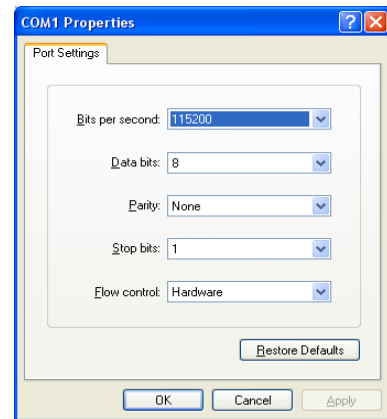 COM1 Properties
Port Settings
Bits per second: 115200
Data bits: 8
Parity: None
Stop bits: 1
Flow control: Hardware
Restore Defaults
OK Cancel Apply